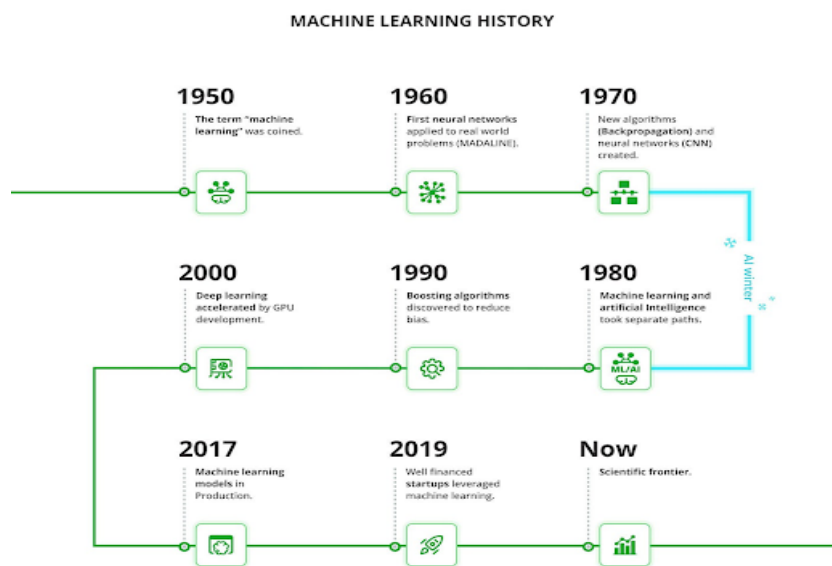 MACHINE LEARNING HISTORY
1950
The term "machine
learning" was coined.
1960
First neural networks
applied to real world
problems (MADALINE).
1970
New algorithms
(Backpropagation) and
neural networks (CNN)
created.
AI winter
2000
Deep learning
accelerated by GPU
development.
1990
Boosting algorithms
discovered to reduce
bias.
1980
Machine learning and
artificial Intelligence
took separate paths.
ML/AI
2017
Machine learning
models in
Production.
2019
Well financed
startups leveraged
machine learning.
Now
Scientific frontier.